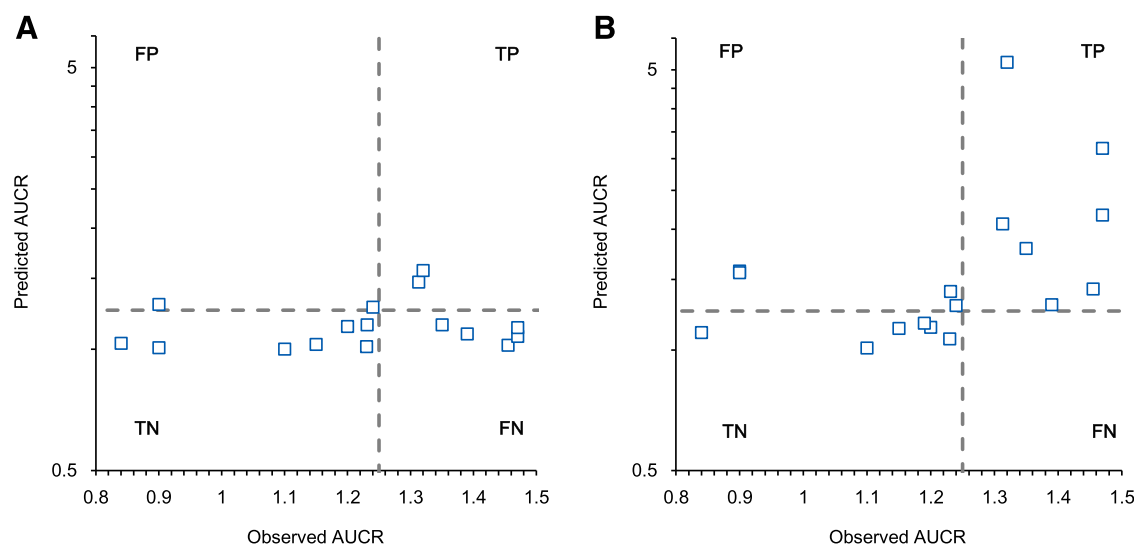 A
B
FP
TP
FP
TP
5
5
Predicted AUCR
Predicted AUCR
TN
FN
TN
FN
0.5
0.5
0.8 0.9 1 1.1 1.2 1.3 1.4 1.5
0.8 0.9 1 1.1 1.2 1.3 1.4 1.5
Observed AUCR
Observed AUCR